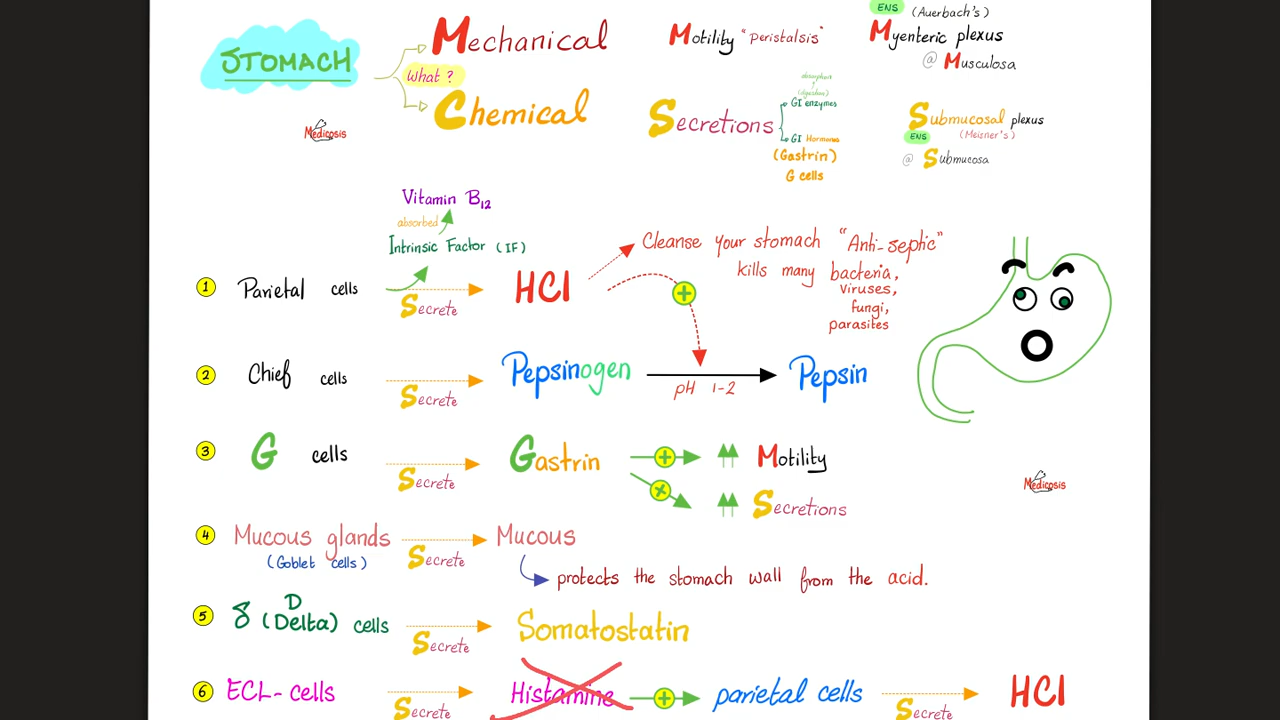 STOMACH
What ?
Mechanical
Chemical
Motility "peristalsis"
ENS (Auerbach's)
Myenteric plexus
@ Musculosa
Medicosis
Secretions
(digestion)
GI enzymes
GI Hormones
(Gastrin)
G cells
Submucosal plexus
ENS (Meisner's)
@ Submucosa
Vitamin B12
absorbed
Intrinsic Factor (IF)
1 Parietal cells Secrete HCl
Cleanse your stomach "Anti-septic"
kills many bacteria,
viruses,
fungi,
parasites
+
2 Chief cells Secrete Pepsinogen pH 1-2 Pepsin
3 G cells Secrete Gastrin + Motility
+ Secretions
Medicosis
4 Mucous glands Secrete Mucous
(Goblet cells)
protects the stomach wall from the acid.
5 δ D (Delta) cells Secrete Somatostatin
6 ECL-cells Secrete Histamine + parietal cells Secrete HCl